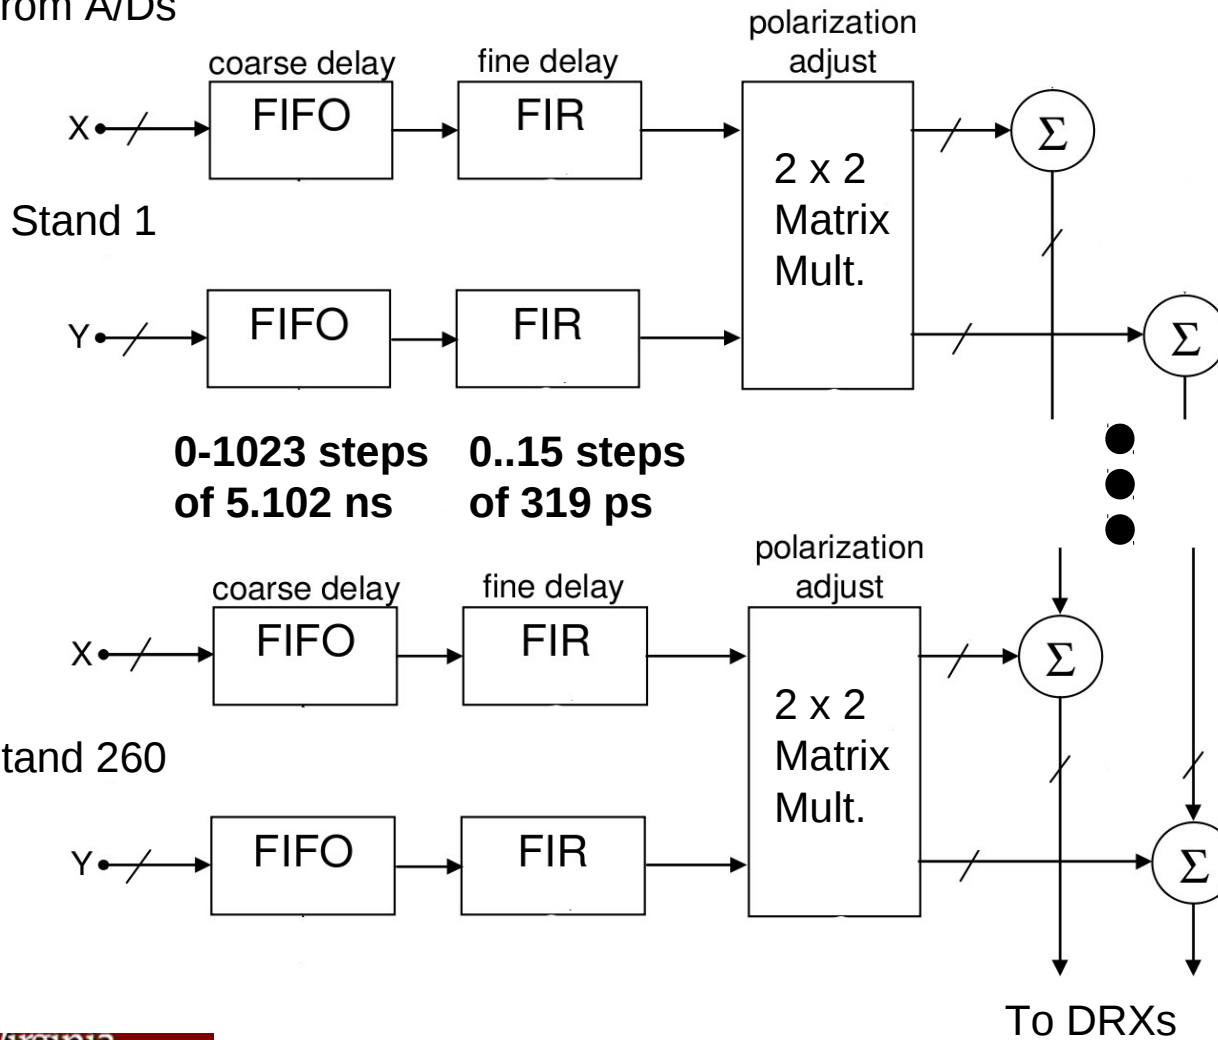 rom A/Ds
polarization
adjust
coarse delay
fine delay
X
FIFO
FIR
Σ
2 x 2
Matrix
Mult.
Stand 1
Y
FIFO
FIR
Σ
0-1023 steps
of 5.102 ns
0..15 steps
of 319 ps
polarization
adjust
coarse delay
fine delay
X
FIFO
FIR
Σ
2 x 2
Matrix
Mult.
tand 260
Y
FIFO
FIR
Σ
To DRXs